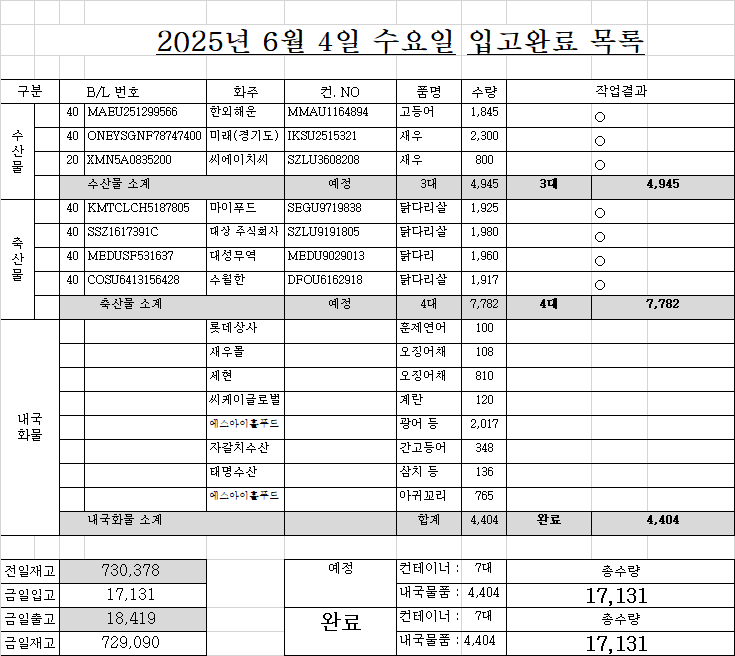 2025년 6월 4일 수요일 입고완료 목록
구분 B/L 번호 화주 컨. NO 품명 수량 작업결과
수산물
40 MAEU251299566 한외해운 MMAU1164894 고등어 1,845 ○
40 ONEYSGNF78747400 미래(경기도) IKSU2515321 새우 2,300 ○
20 XMN5A0835200 씨에이치씨 SZLU3608208 새우 800 ○
수산물 소계 예정 3대 4,945 3대 4,945
축산물
40 KMTCLCH5187805 마이푸드 SEGU9719838 닭다리살 1,925 ○
40 SSZ1617391C 대상 주식회사 SZLU9191805 닭다리살 1,980 ○
40 MEDUSF531637 대성무역 MEDU9029013 닭다리 1,960 ○
40 COSU6413156428 수월한 DFOU6162918 닭다리살 1,917 ○
축산물 소계 예정 4대 7,782 4대 7,782
내국
화물
롯데상사 훈제연어 100
새우몰 오징어채 108
세현 오징어채 810
씨케이글로벌 계란 120
에스아이홀푸드 광어 등 2,017
자갈치수산 간고등어 348
태명수산 삼치 등 136
에스아이홀푸드 아귀꼬리 765
내국화물 소계 합계 4,404 완료 4,404
전일재고 730,378 예정 컨테이너 : 7대 총수량
금일입고 17,131 내국물품 : 4,404 17,131
금일출고 18,419 완료 컨테이너 : 7대 총수량
금일재고 729,090 내국물품 : 4,404 17,131